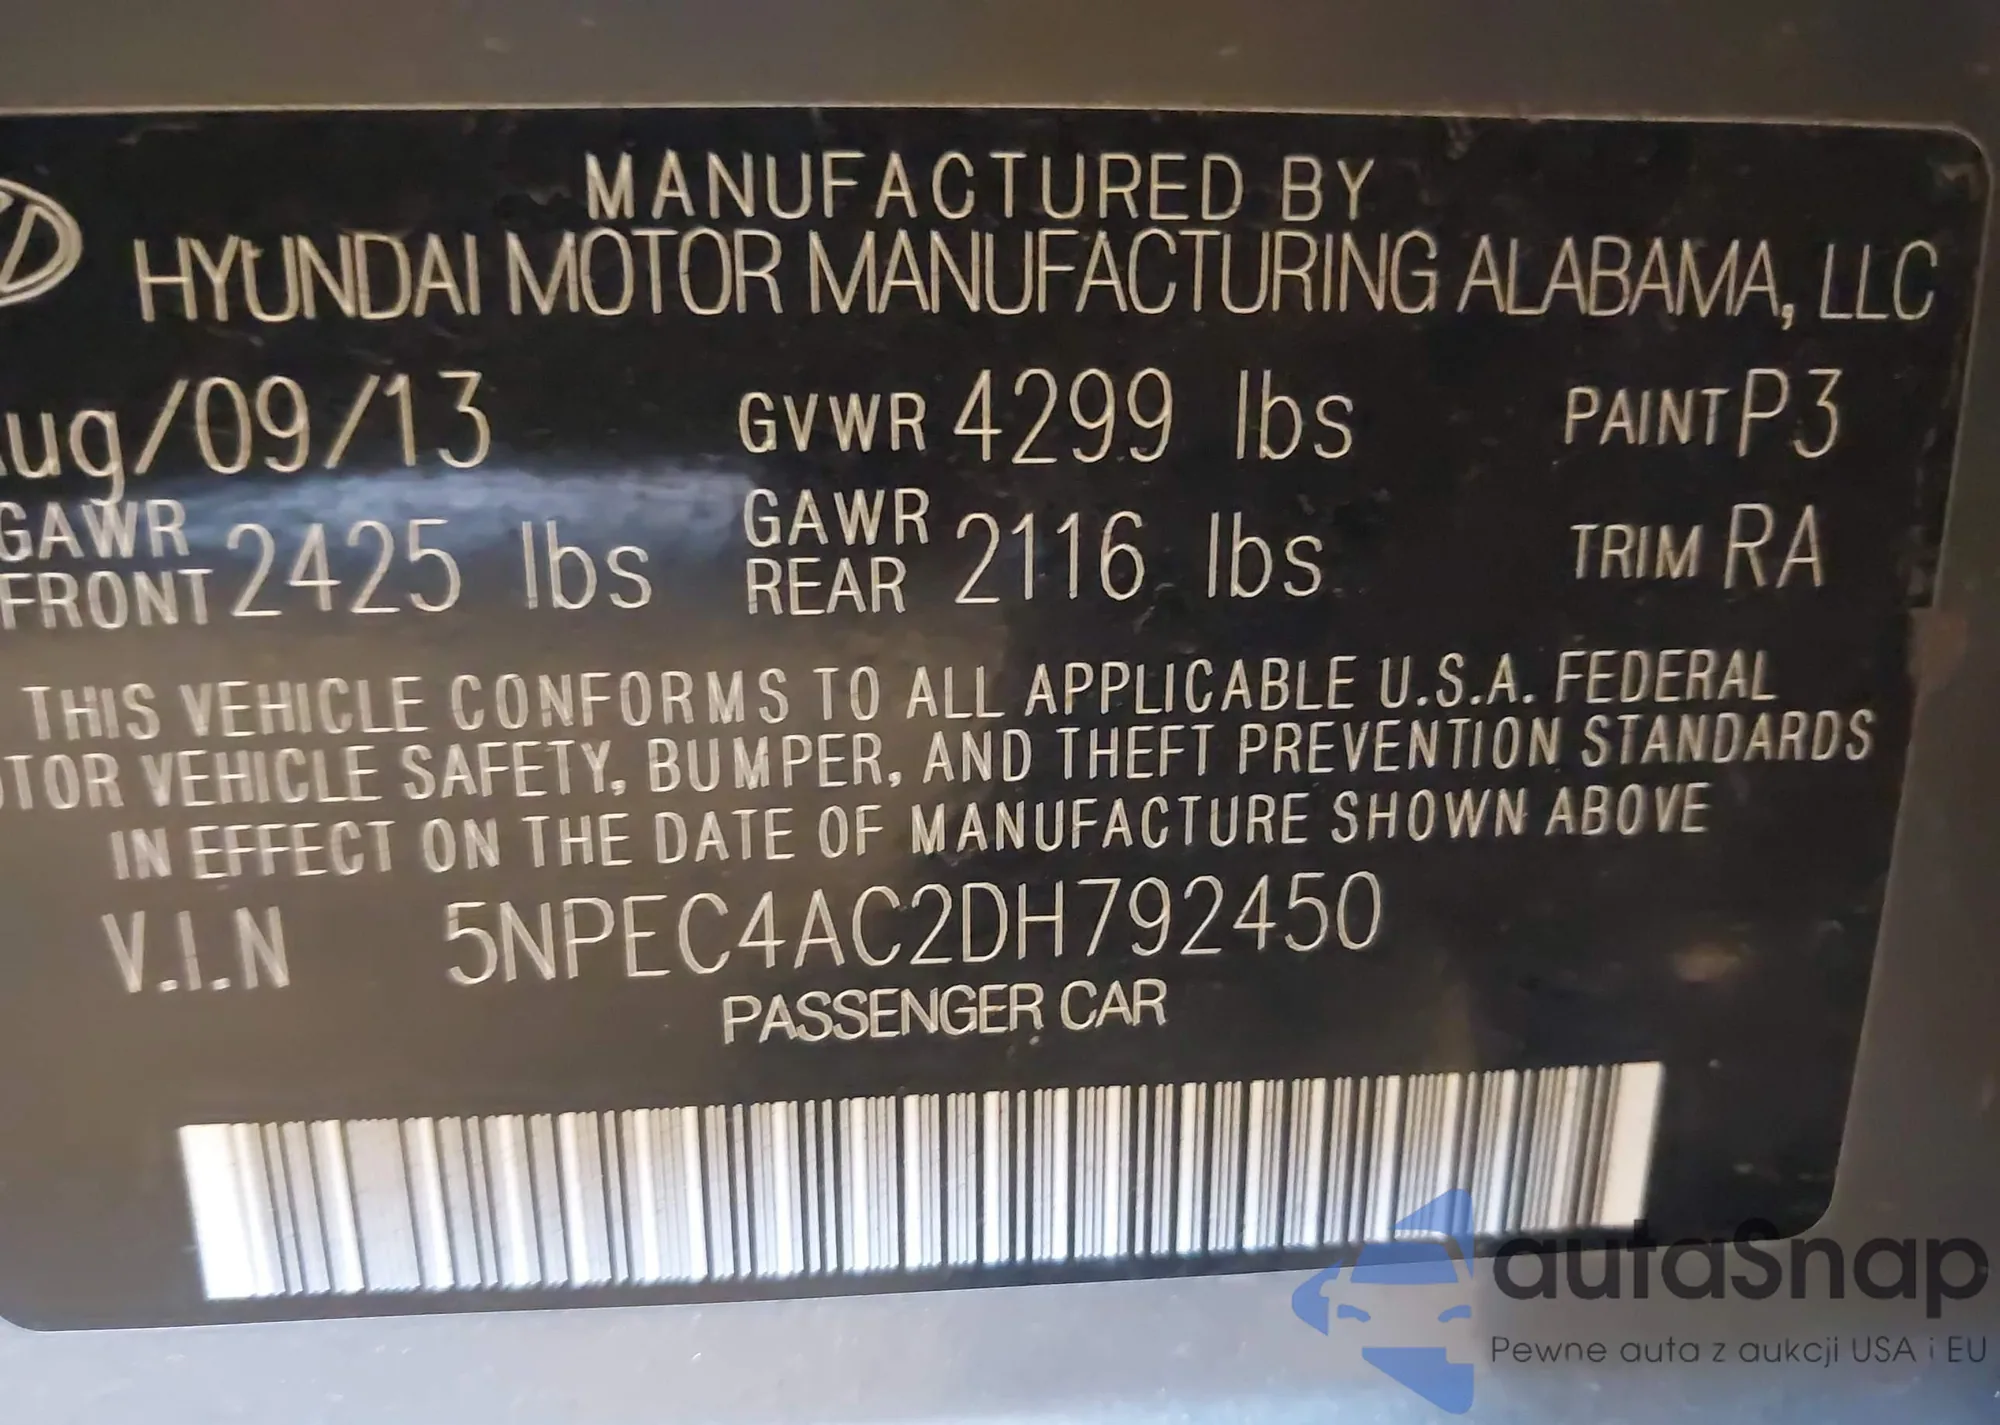 MANUFACTURED BY
HYUNDAI MOTOR MANUFACTURING ALABAMA, LLC
ug/09/13 GVWR 4299 lbs PAINT P3
GAWR FRONT 2425 lbs GAWR REAR 2116 lbs TRIM RA
THIS VEHICLE CONFORMS TO ALL APPLICABLE U.S.A. FEDERAL
TOR VEHICLE SAFETY, BUMPER, AND THEFT PREVENTION STANDARDS
IN EFFECT ON THE DATE OF MANUFACTURE SHOWN ABOVE
V.I.N 5NPEC4AC2DH792450
PASSENGER CAR
autaSnap
Pewne auta z aukcji USA i EU